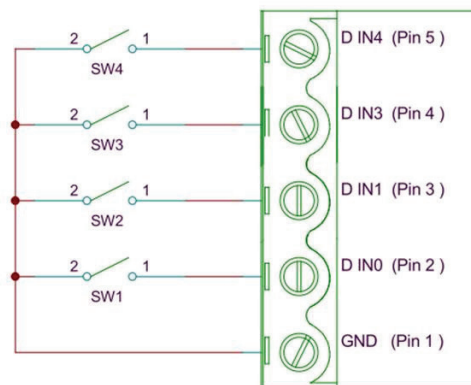 2 1 D IN4 (Pin 5 )
SW4
2 1 D IN3 (Pin 4 )
SW3
2 1 D IN1 (Pin 3 )
SW2
2 1 D IN0 (Pin 2 )
SW1
GND (Pin 1 )